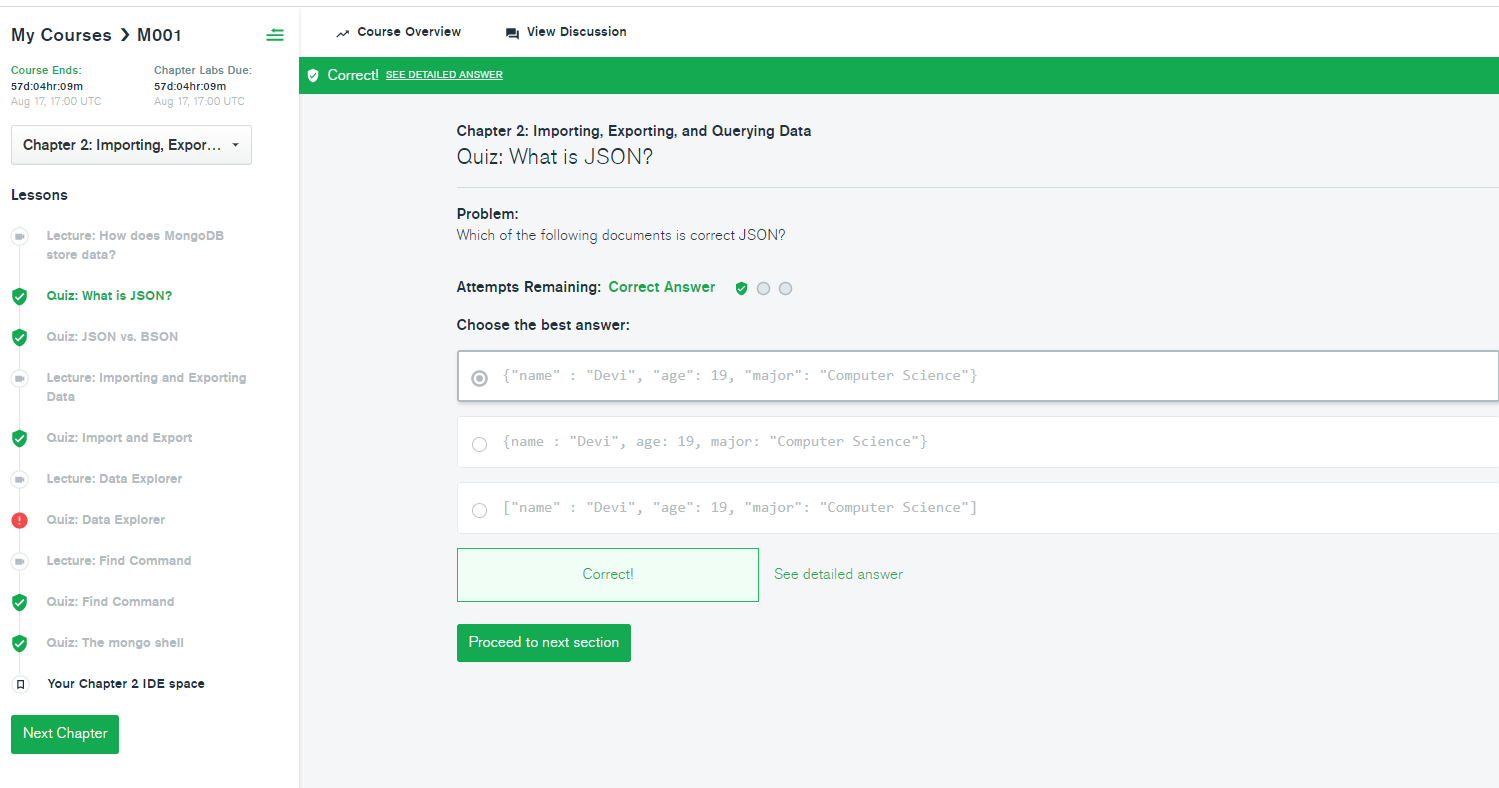 My Courses ❯ M001
Course Ends:
57d:04hr:09m
Aug 17, 17:00 UTC
Chapter Labs Due:
57d:04hr:09m
Aug 17, 17:00 UTC
Chapter 2: Importing, Expor...
Lessons
Lecture: How does MongoDB
store data?
Quiz: What is JSON?
Quiz: JSON vs. BSON
Lecture: Importing and Exporting
Data
Quiz: Import and Export
Lecture: Data Explorer
Quiz: Data Explorer
Lecture: Find Command
Quiz: Find Command
Quiz: The mongo shell
Your Chapter 2 IDE space
Next Chapter
Course Overview
View Discussion
Correct! SEE DETAILED ANSWER
Chapter 2: Importing, Exporting, and Querying Data
Quiz: What is JSON?
Problem:
Which of the following documents is correct JSON?
Attempts Remaining: Correct Answer
Choose the best answer:
{"name" : "Devi", "age": 19, "major": "Computer Science"}
{name : "Devi", age: 19, major: "Computer Science"}
["name" : "Devi", "age": 19, "major": "Computer Science"]
Correct!
See detailed answer
Proceed to next section